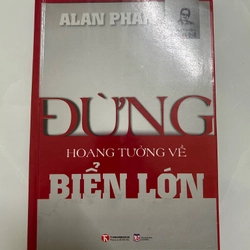 ALAN PHAN
ĐỪNG
HOANG TƯỞNG VỀ
BIỂN LỚN